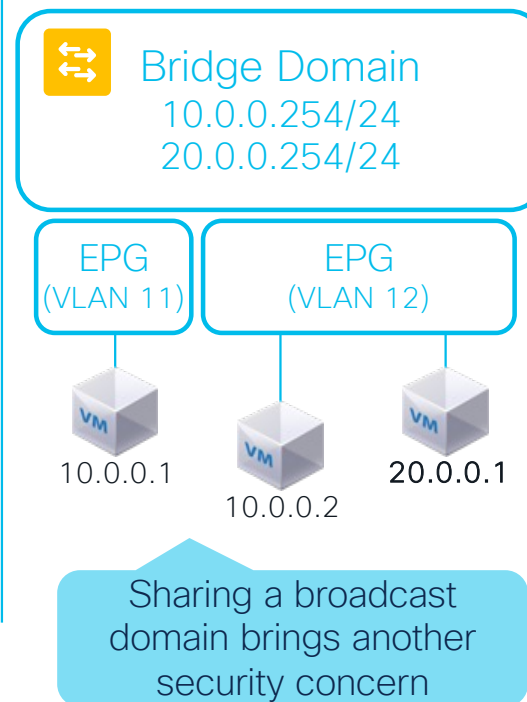 Bridge Domain
10.0.0.254/24
20.0.0.254/24
EPG
(VLAN 11)
EPG
(VLAN 12)
VM
VM
VM
10.0.0.1
10.0.0.2
20.0.0.1
Sharing a broadcast
domain brings another
security concern